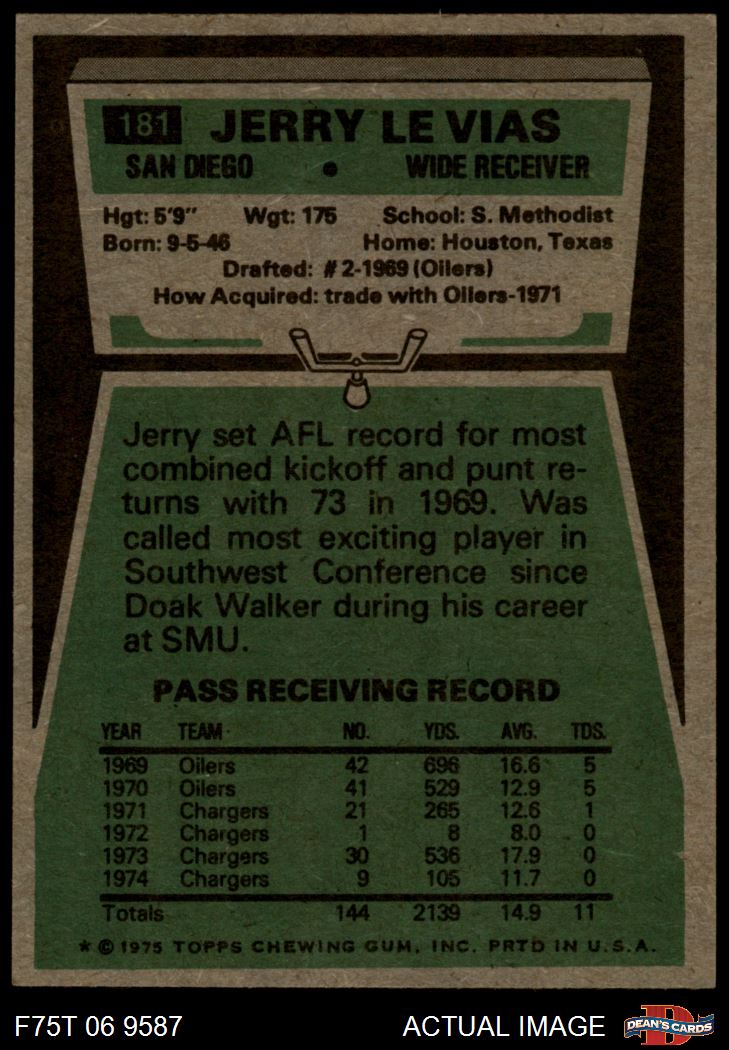 181 JERRY LE VIAS
SAN DIEGO • WIDE RECEIVER
Hgt: 5'9" Wgt: 175 School: S. Methodist
Born: 9-5-46 Home: Houston, Texas
Drafted: #2-1969 (Oilers)
How Acquired: trade with Oilers-1971
Jerry set AFL record for most
combined kickoff and punt re-
turns with 73 in 1969. Was
called most exciting player in
Southwest Conference since
Doak Walker during his career
at SMU.
PASS RECEIVING RECORD
YEAR TEAM NO. YDS. AVG. TDS.
1969 Oilers 42 696 16.6 5
1970 Oilers 41 529 12.9 5
1971 Chargers 21 265 12.6 1
1972 Chargers 1 8 8.0 0
1973 Chargers 30 536 17.9 0
1974 Chargers 9 105 11.7 0
Totals 144 2139 14.9 11
* © 1975 TOPPS CHEWING GUM, INC. PRTD IN U.S.A.
F75T 06 9587 ACTUAL IMAGE
D
DEAN'S CARDS